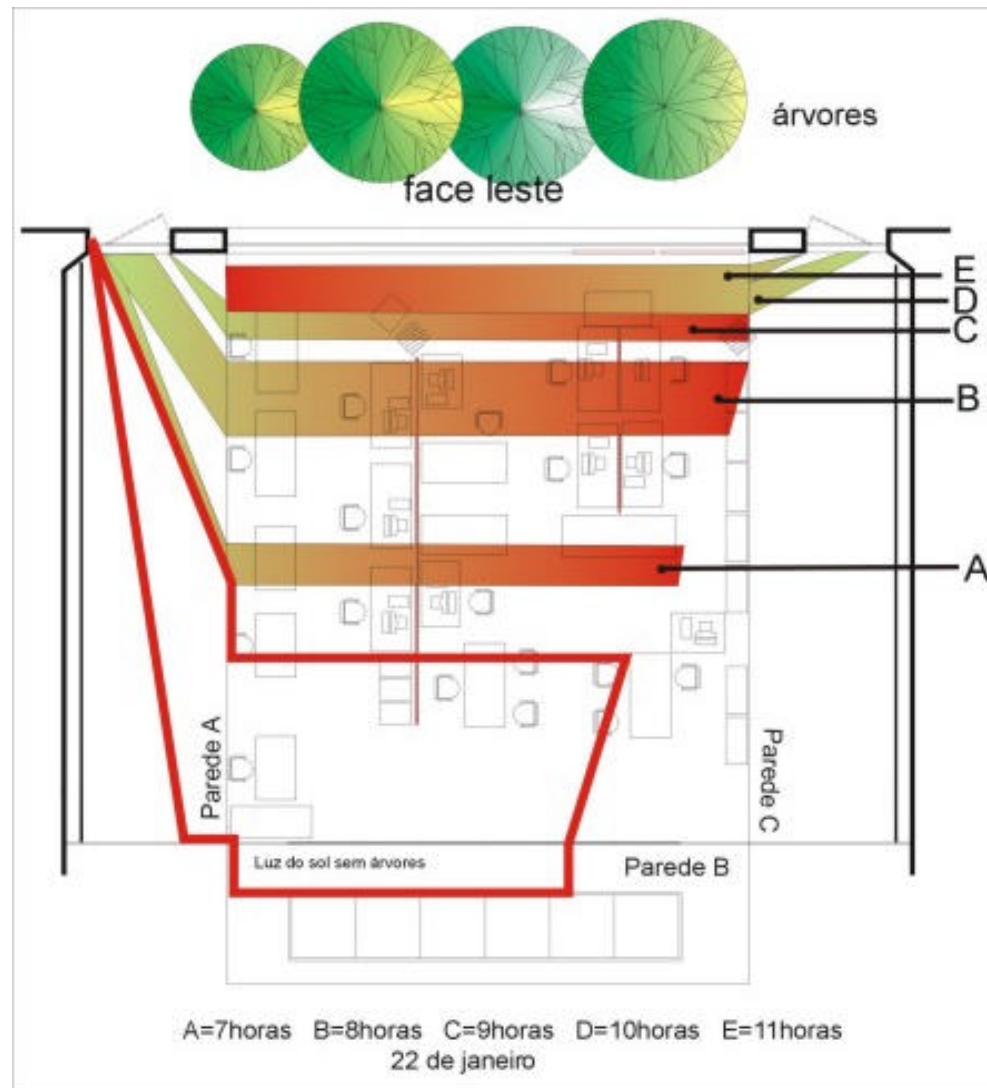 árvores
face leste
E
D
C
B
A
Parede A
Parede C
Luz do sol sem árvores
Parede B
A=7horas B=8horas C=9horas D=10horas E=11horas
22 de janeiro